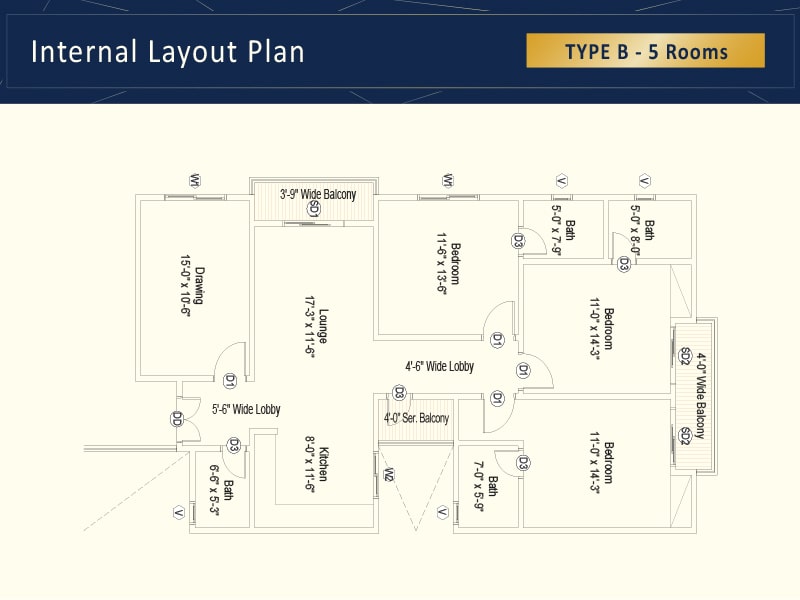 Internal Layout Plan
TYPE B - 5 Rooms
W1
3'-9" Wide Balcony
SD1
W1
V
V
Drawing
15'-0" x 10'-6"
Lounge
17'-3" x 11'-6"
Bedroom
11'-6" x 13'-6"
D3
Bath
5'-0" x 7'-9"
Bath
5'-0" x 8'-0"
D3
Bedroom
11'-0" x 14'-3"
D1
4'-6" Wide Lobby
D1
D1
SD2
4'-0" Wide Balcony
D3
D1
5'-6" Wide Lobby
DD
4'-0" Ser. Balcony
SD2
D3
Kitchen
8'-0" x 11'-6"
W2
Bath
6'-6" x 5'-3"
V
V
Bath
7'-0" x 5'-9"
D3
Bedroom
11'-0" x 14'-3"